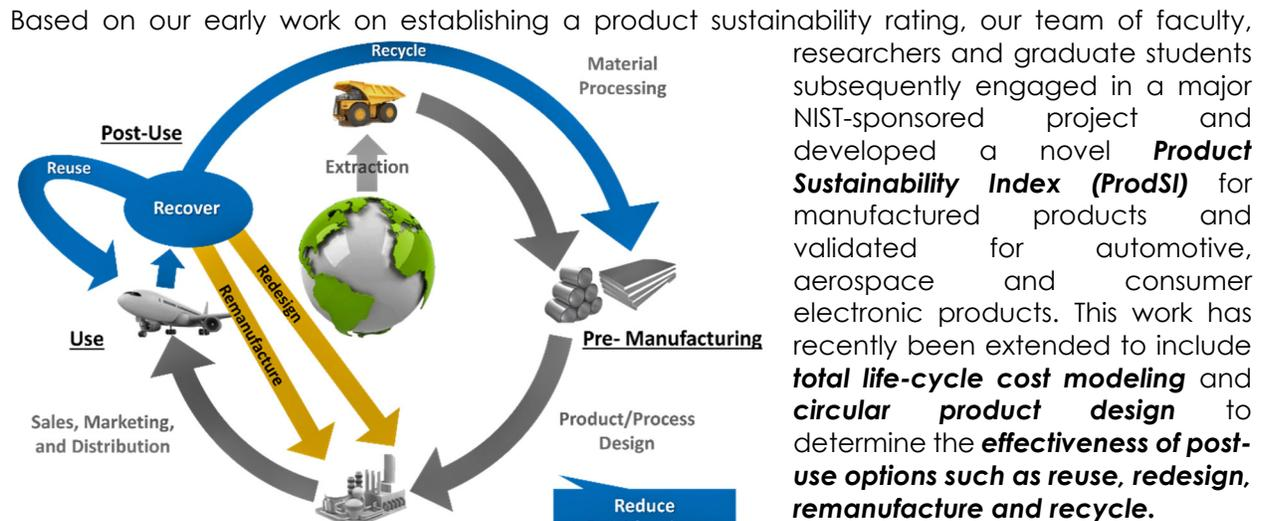 Based on our early work on establishing a product sustainability rating, our team of faculty,
researchers and graduate students
subsequently engaged in a major
NIST-sponsored project and
developed a novel Product
Sustainability Index (ProdSI) for
manufactured products and
validated for automotive,
aerospace and consumer
electronic products. This work has
recently been extended to include
total life-cycle cost modeling and
circular product design to
determine the effectiveness of post-
use options such as reuse, redesign,
remanufacture and recycle.
Recycle
Material
Processing
Post-Use
Reuse
Extraction
Recover
Redesign
Remanufacture
Use
Pre- Manufacturing
Sales, Marketing,
and Distribution
Product/Process
Design
Reduce